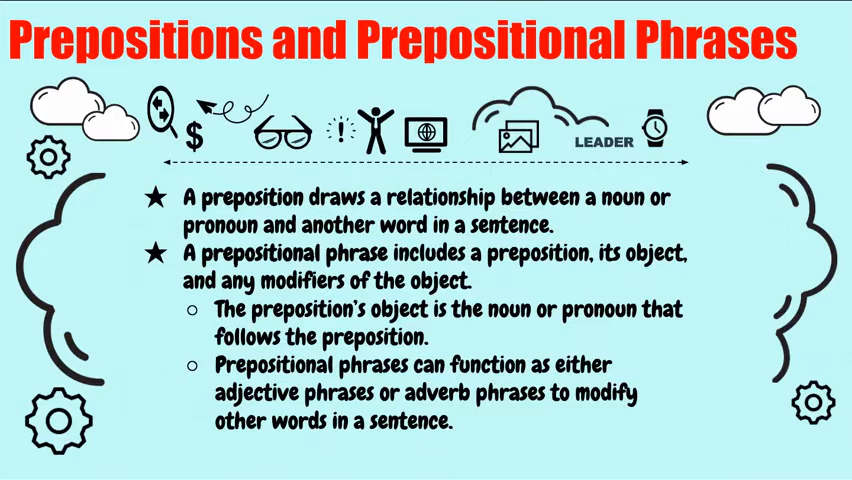 Prepositions and Prepositional Phrases
$
LEADER
★ A preposition draws a relationship between a noun or
pronoun and another word in a sentence.
★ A prepositional phrase includes a preposition, its object,
and any modifiers of the object.
○ The preposition's object is the noun or pronoun that
follows the preposition.
○ Prepositional phrases can function as either
adjective phrases or adverb phrases to modify
other words in a sentence.